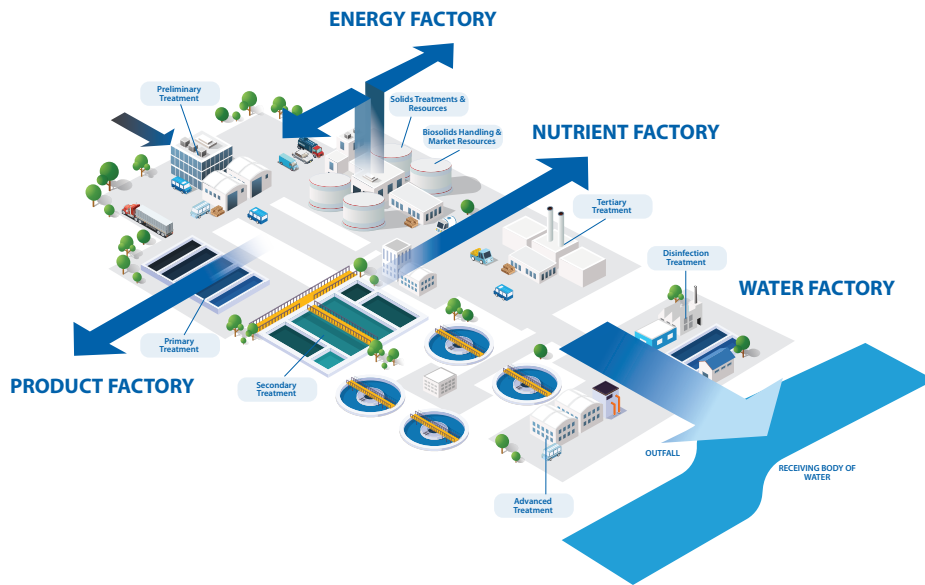 ENERGY FACTORY
Preliminary
Treatment
Solids Treatments &
Resources
Biosolids Handling &
Market Resources
NUTRIENT FACTORY
Tertiary
Treatment
Disinfection
Treatment
WATER FACTORY
Primary
Treatment
PRODUCT FACTORY
Secondary
Treatment
OUTFALL
RECEIVING BODY OF
WATER
Advanced
Treatment